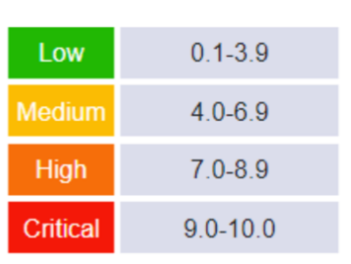 Low 0.1-3.9
Medium 4.0-6.9
High 7.0-8.9
Critical 9.0-10.0